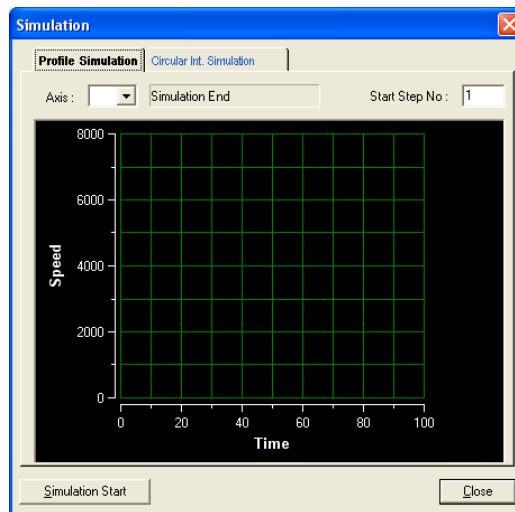 Simulation
Profile Simulation Circular Int. Simulation
Axis : Simulation End Start Step No : 1
8000
6000
4000
2000
0
Speed
0 20 40 60 80 100
Time
Simulation Start Close